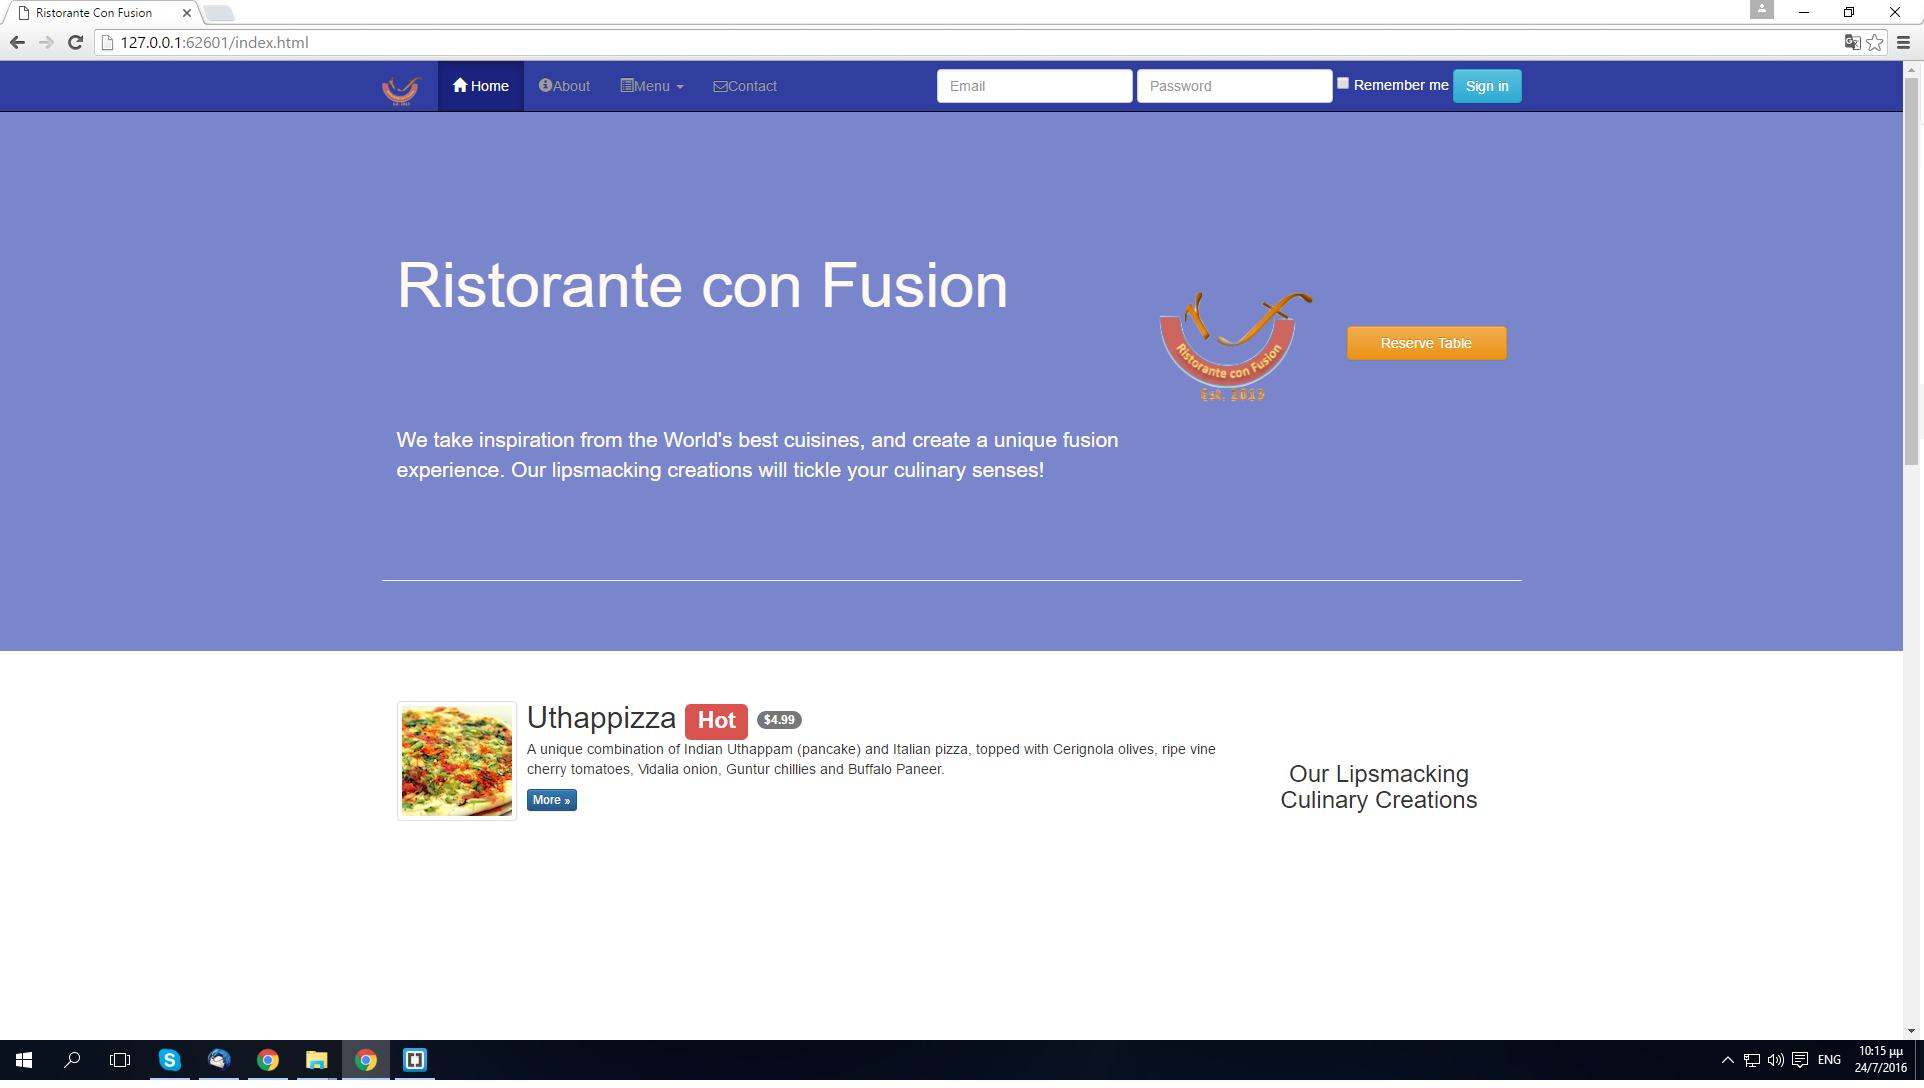 Ristorante Con Fusion
127.0.0.1:62601/index.html
Home
About
Menu
Contact
Email
Password
Remember me
Sign in
Ristorante con Fusion
Ristorante con Fusion
Est. 2013
Reserve Table
We take inspiration from the World's best cuisines, and create a unique fusion
experience. Our lipsmacking creations will tickle your culinary senses!
Uthappizza Hot $4.99
A unique combination of Indian Uthappam (pancake) and Italian pizza, topped with Cerignola olives, ripe vine
cherry tomatoes, Vidalia onion, Guntur chillies and Buffalo Paneer.
More »
Our Lipsmacking
Culinary Creations
ENG
10:15 μμ
24/7/2016